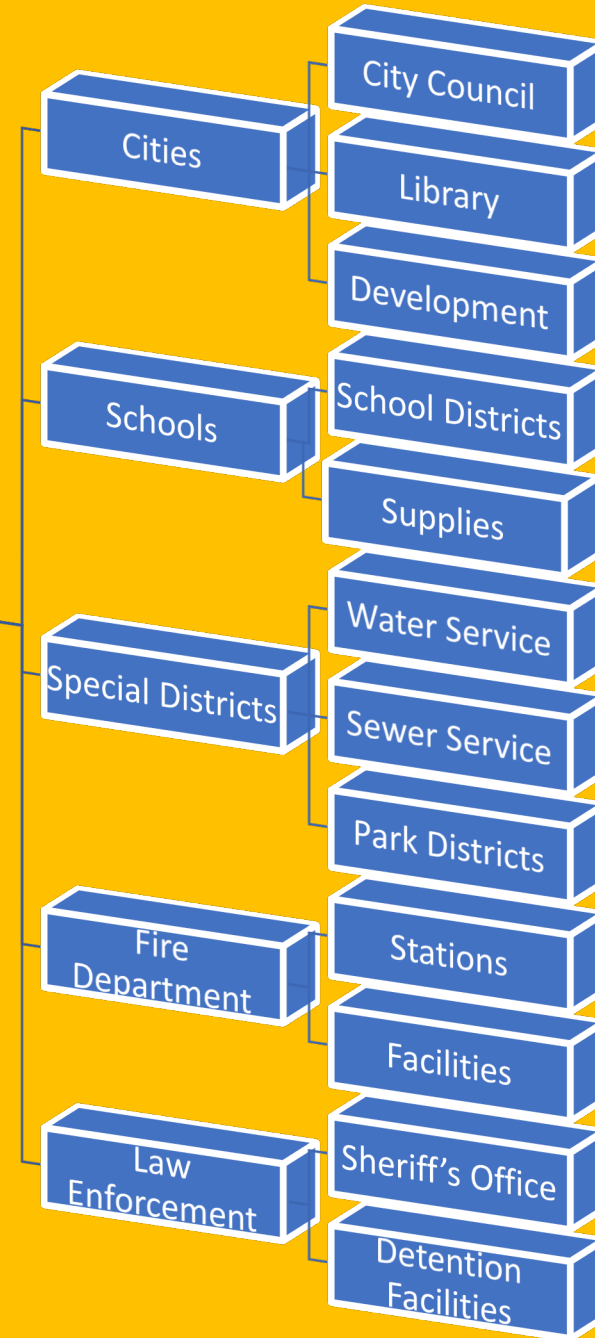 Cities
City Council
Library
Development
Schools
School Districts
Supplies
Special Districts
Water Service
Sewer Service
Park Districts
Fire
Department
Stations
Facilities
Law
Enforcement
Sheriff’s Office
Detention
Facilities